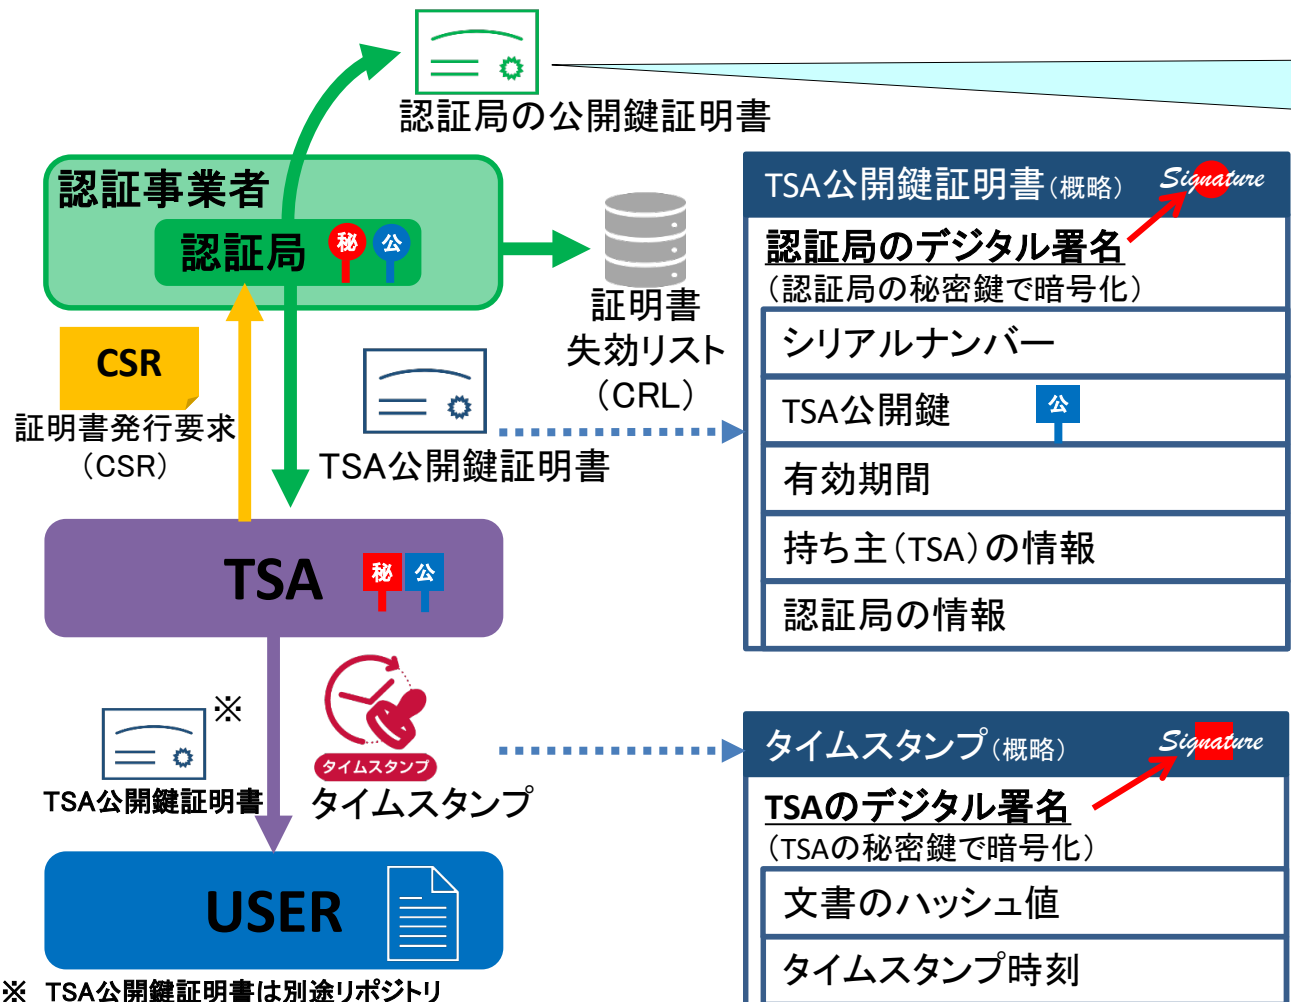 認証局の公開鍵証明書
認証事業者
認証局 秘 公
証明書
失効リスト
（CRL）
CSR
証明書発行要求
（CSR）
TSA公開鍵証明書
TSA 秘 公
※
TSA公開鍵証明書
タイムスタンプ
タイムスタンプ
USER
※ TSA公開鍵証明書は別途リポジトリ
TSA公開鍵証明書（概略） Signature
認証局のデジタル署名
（認証局の秘密鍵で暗号化）
シリアルナンバー
TSA公開鍵 公
有効期間
持ち主（TSA）の情報
認証局の情報
タイムスタンプ（概略） Signature
TSAのデジタル署名
（TSAの秘密鍵で暗号化）
文書のハッシュ値
タイムスタンプ時刻